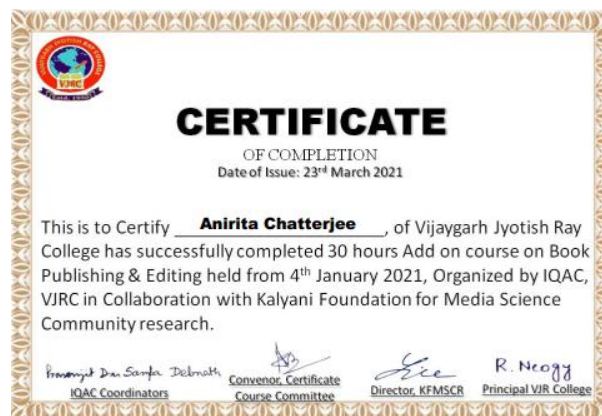 VJRC
CERTIFICATE
OF COMPLETION
Date of Issue: 23rd March 2021
This is to Certify Anirita Chatterjee, of Vijaygarh Jyotish Ray
College has successfully completed 30 hours Add on course on Book
Publishing & Editing held from 4th January 2021, Organized by IQAC,
VJRC in Collaboration with Kalyani Foundation for Media Science
Community research.
Debnath R. Neogy
IQAC Coordinators
Convenor, Certificate
Course Committee
Director, KFMSCR
Principal VJR College